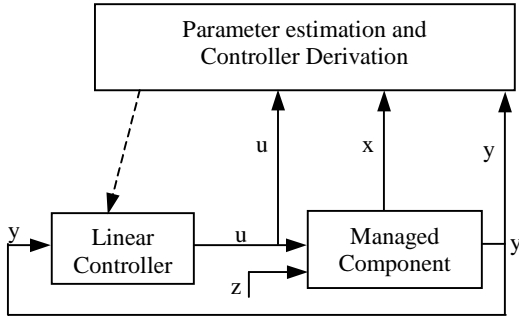 Parameter estimation and
Controller Derivation
u
x
y
y
Linear
Controller
u
Managed
Component
y
z